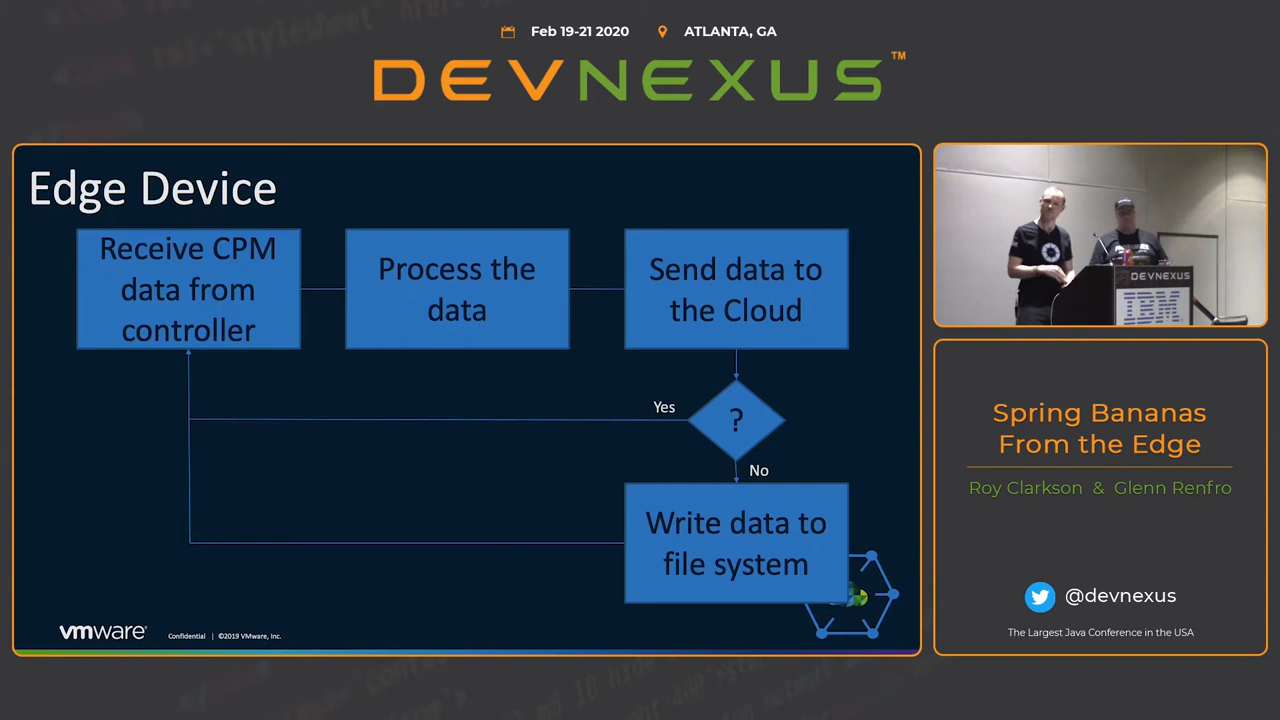 Feb 19-21 2020
ATLANTA, GA
DEVNEXUS™
Edge Device
Receive CPM
data from
controller
Process the
data
Send data to
the Cloud
?
Yes
No
Write data to
file system
vmware®
Confidential | ©2019 VMware, Inc.
DEVNEXUS
IBM
Spring Bananas
From the Edge
Roy Clarkson & Glenn Renfro
@devnexus
The Largest Java Conference in the USA